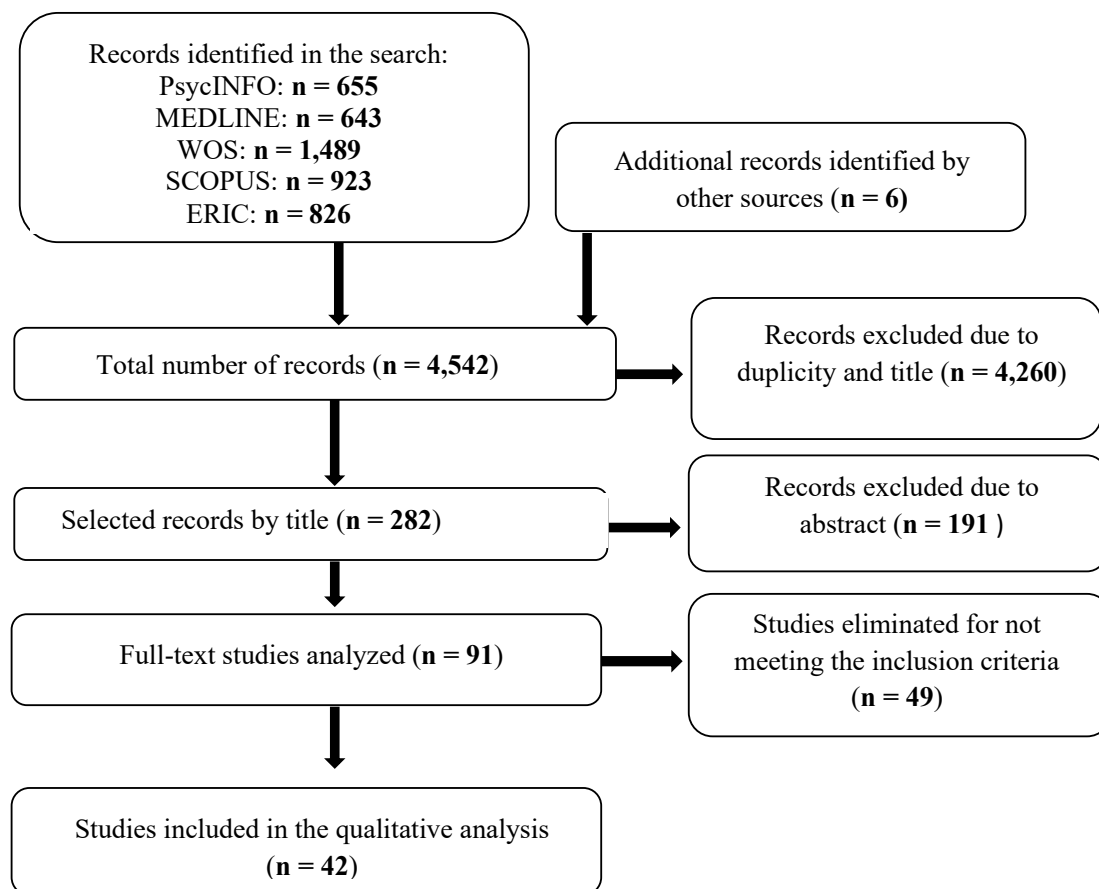 Records identified in the search:
PsycINFO: n = 655
MEDLINE: n = 643
WOS: n = 1,489
SCOPUS: n = 923
ERIC: n = 826
Additional records identified by
other sources (n = 6)
Total number of records (n = 4,542)
Records excluded due to
duplicity and title (n = 4,260)
Selected records by title (n = 282)
Records excluded due to
abstract (n = 191 )
Full-text studies analyzed (n = 91)
Studies eliminated for not
meeting the inclusion criteria
(n = 49)
Studies included in the qualitative analysis
(n = 42)